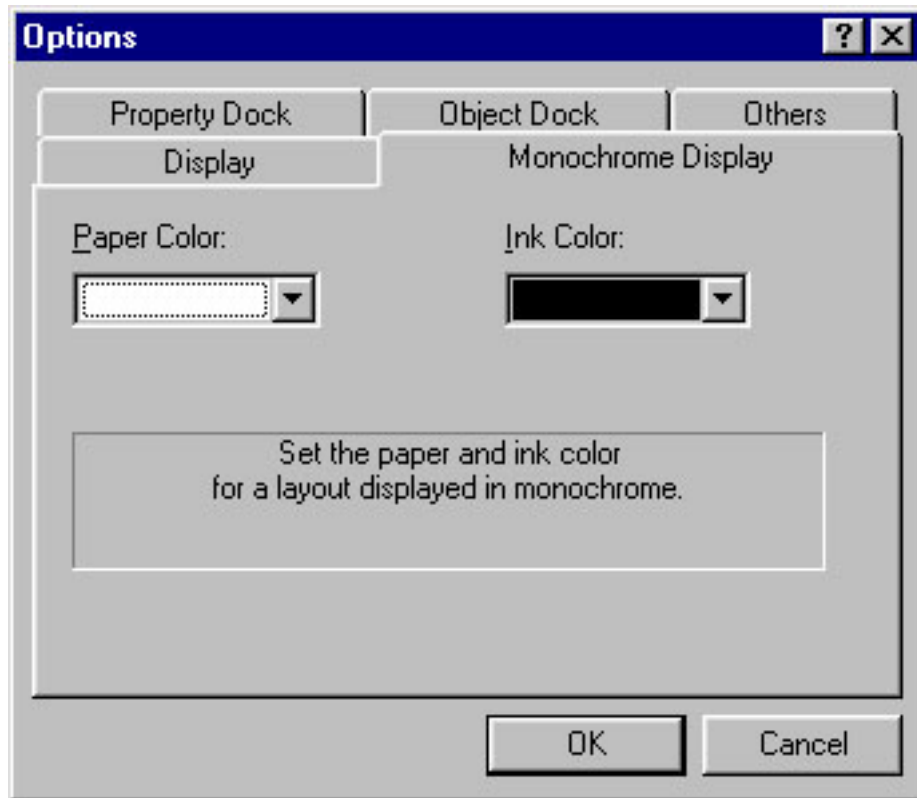 Options
Property Dock
Object Dock
Others
Display
Monochrome Display
Paper Color:
Ink Color:
Set the paper and ink color
for a layout displayed in monochrome.
OK
Cancel